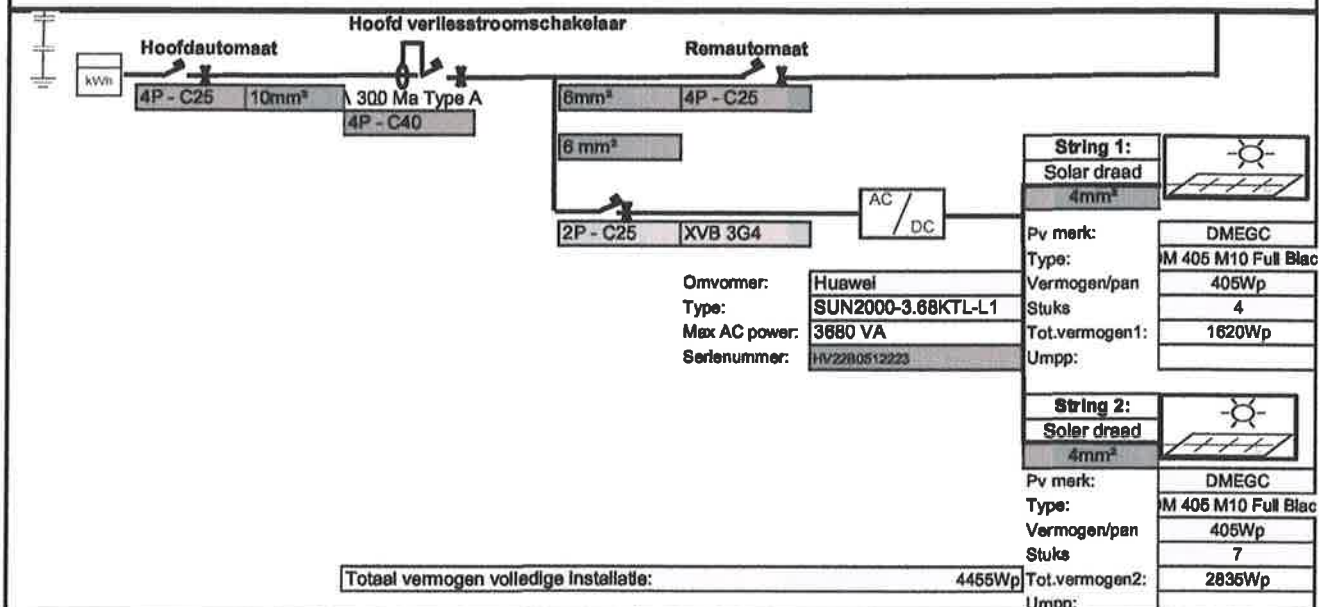 Hoofd verliesstroomschakelaar
Hoofdautomaat
Remautomaat
kWh
4P - C25 10mm² 300 Ma Type A 6mm² 4P - C25
4P - C40
6 mm²
String 1:
Solar draad
4mm²
AC / DC
2P - C25 XVB 3G4
Pv merk: DMEGC
Type: M 405 M10 Full Blac
Omvormer: Huawei Vermogen/pan 405Wp
Type: SUN2000-3.68KTL-L1 Stuks 4
Max AC power: 3680 VA Tot.vermogen1: 1620Wp
Serienummer: HV22B0512223 Umpp:
String 2:
Solar draad
4mm²
Pv merk: DMEGC
Type: M 405 M10 Full Blac
Vermogen/pan 405Wp
Stuks 7
Totaal vermogen volledige installatie: 4455Wp Tot.vermogen2: 2835Wp
Umpp: